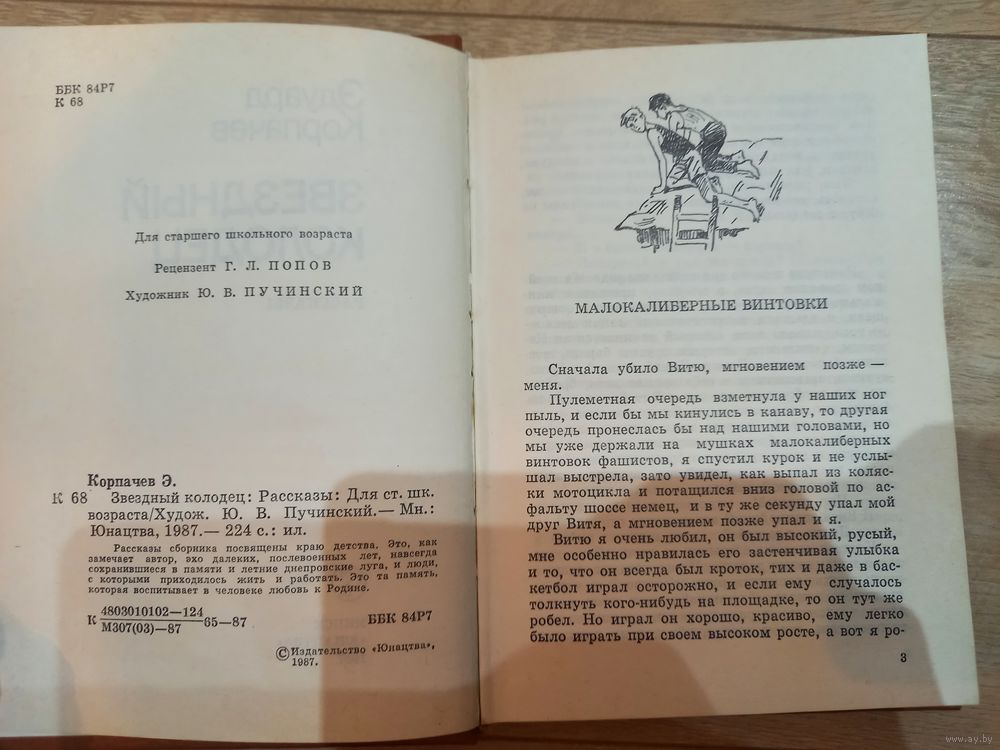 ББК 84Р7
К 68
Для старшего школьного возраста
Рецензент Г. Л. ПОПОВ
Художник Ю. В. ПУЧИНСКИЙ
Корпачев Э.
К 68 Звездный колодец: Рассказы: Для ст. шк.
возраста/Худож. Ю. В. Пучинский.— Мн.:
Юнацтва, 1987.— 224 с.: ил.
Рассказы сборника посвящены краю детства. Это, как
замечает автор, эхо далеких, послевоенных лет, навсегда
сохранившиеся в памяти и летние днепровские луга, и люди,
с которыми приходилось жить и работать. Это та память,
которая воспитывает в человеке любовь к Родине.
К 4803010102—124
М307(03)—87 65—87 ББК 84Р7
© Издательство «Юнацтва»,
1987.
МАЛОКАЛИБЕРНЫЕ ВИНТОВКИ
Сначала убило Витю, мгновением позже —
меня.
Пулеметная очередь взметнула у наших ног
пыль, и если бы мы кинулись в канаву, то другая
очередь пронеслась бы над нашими головами, но
мы уже держали на мушках малокалиберных
винтовок фашистов, я спустил курок и не услы-
шал выстрела, зато увидел, как выпал из коляс-
ки мотоцикла и потащился вниз головой по ас-
фальту шоссе немец, и в ту же секунду упал мой
друг Витя, а мгновением позже упал и я.
Витю я очень любил, он был высокий, русый,
мне особенно нравилась его застенчивая улыбка
и то, что он всегда был кроток, тих и даже в бас-
кетбол играл осторожно, и если ему случалось
толкнуть кого-нибудь на площадке, то он тут же
робел. Но играл он хорошо, красиво, ему легко
было играть при своем высоком росте, а вот я ро-
3
www.ay.by